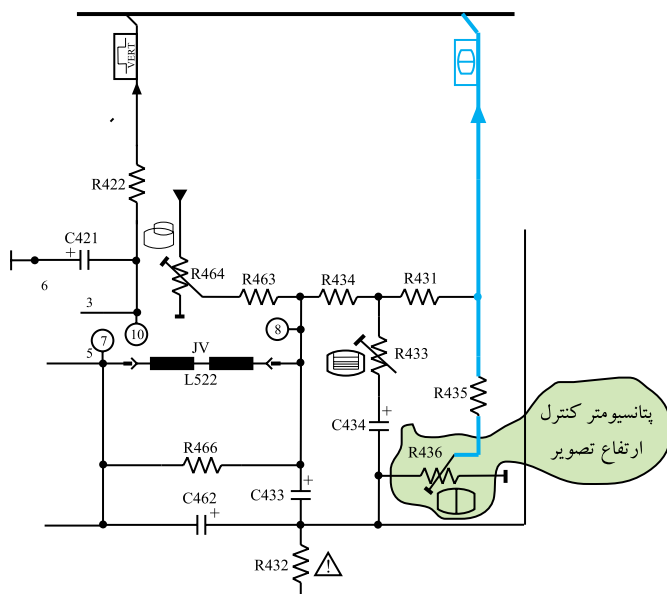 VERT
R422
C421
+
6
R464
R463
R434
R431
3
10
8
7
5
JV
L522
R433
R435
پتانسیومتر کنترل
ارتفاع تصویر
+
C434
R436
R466
C462
+
C433
+
R432
!